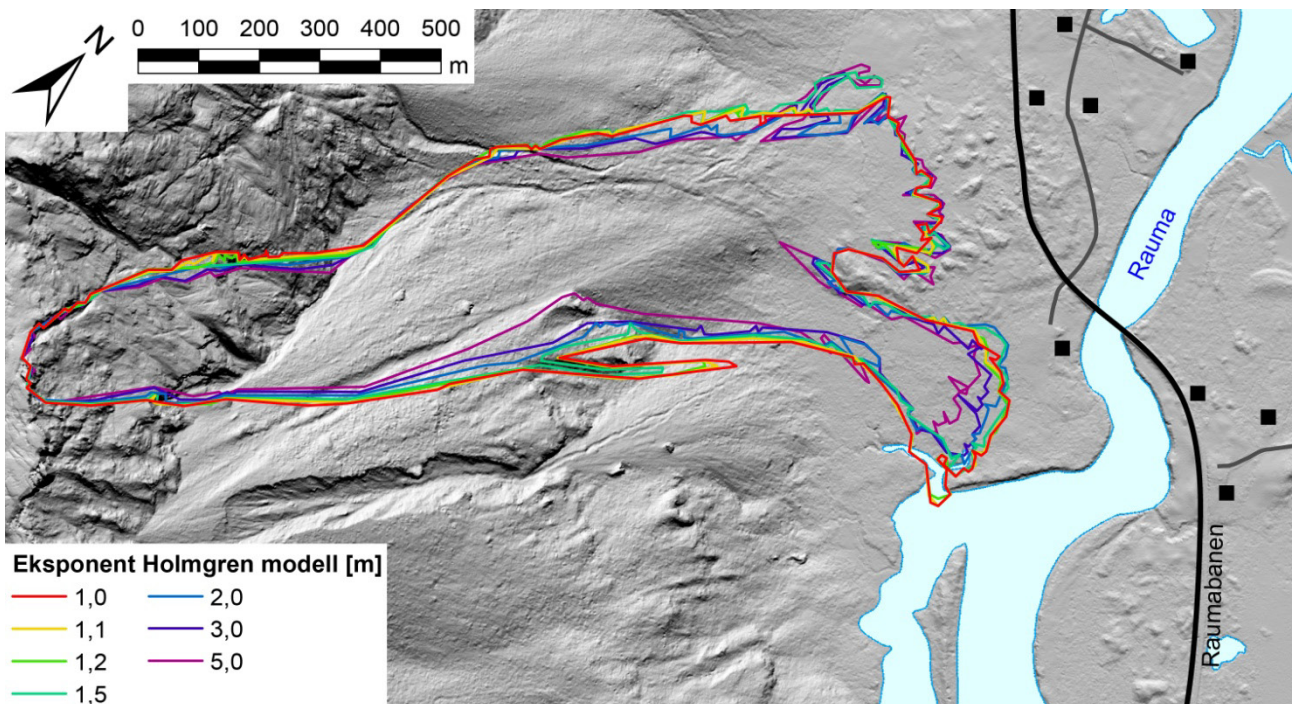 N
0 100 200 300 400 500
m
Rauma
Raumabanen
Eksponent Holmgren modell [m]
1,0 2,0
1,1 3,0
1,2 5,0
1,5